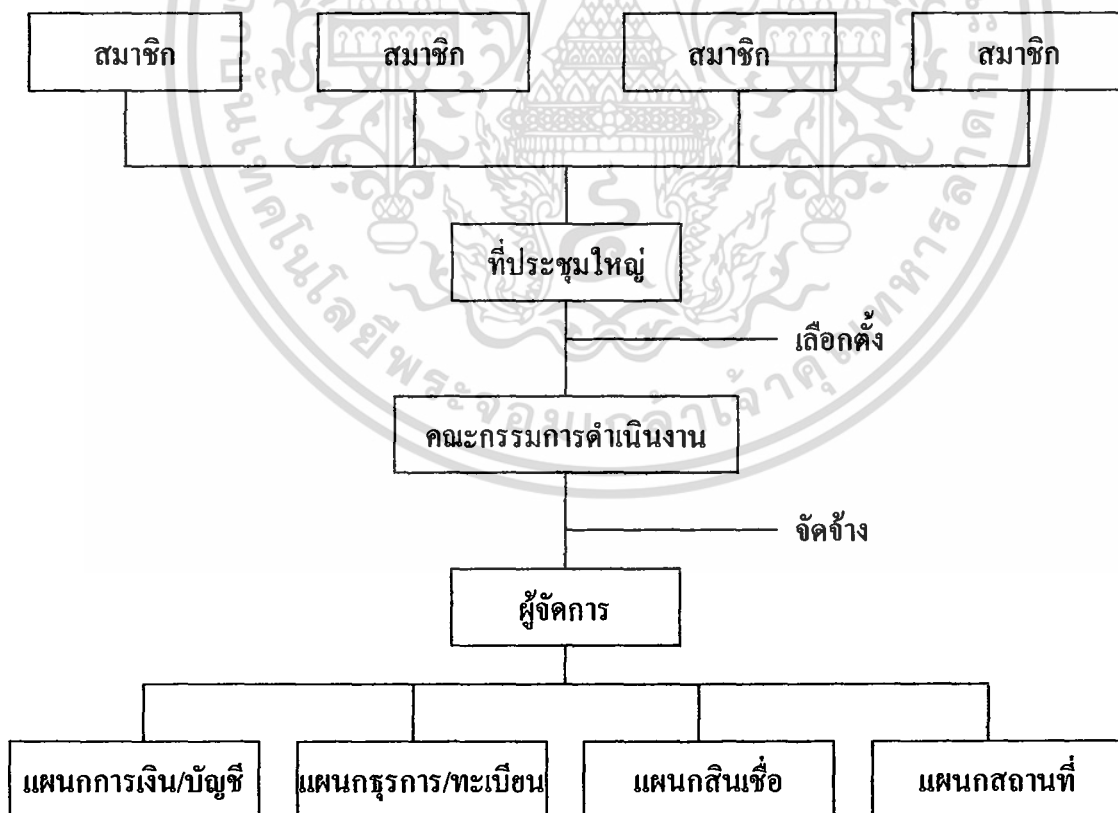 สมาชิก สมาชิก สมาชิก สมาชิก
ที่ประชุมใหญ่
เลือกตั้ง
คณะกรรมการดำเนินงาน
จัดจ้าง
ผู้จัดการ
แผนกการเงิน/บัญชี แผนกธุรการ/ทะเบียน แผนกสินเชื่อ แผนกสถานที่